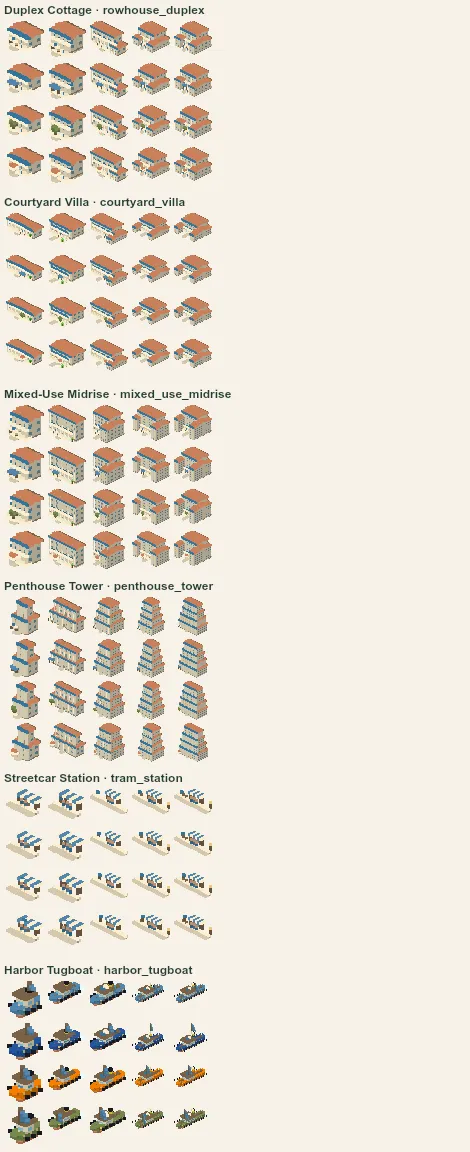 Duplex Cottage · rowhouse_duplex
Courtyard Villa · courtyard_villa
Mixed-Use Midrise · mixed_use_midrise
Penthouse Tower · penthouse_tower
Streetcar Station · tram_station
Harbor Tugboat · harbor_tugboat